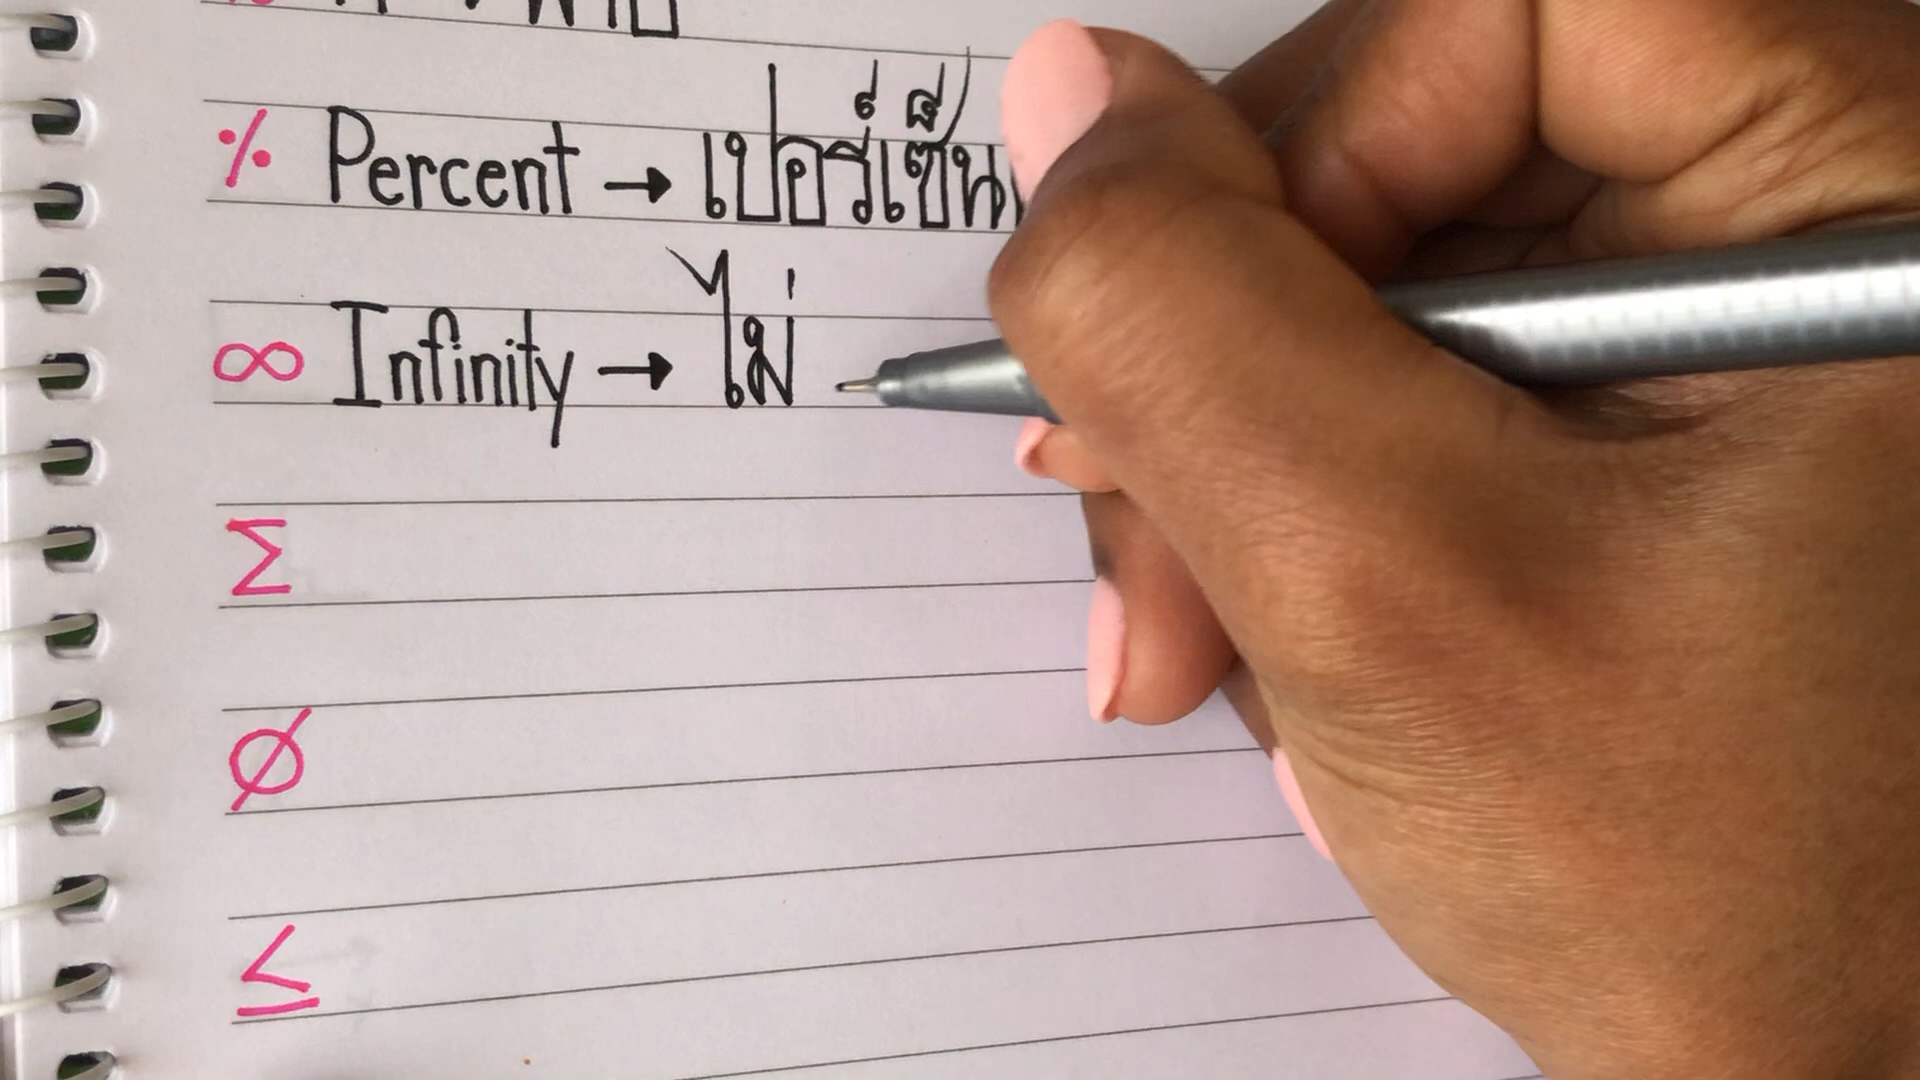 % Percent → เปอร์เซ็น
∞ Infinity → ไม่
Σ
∅
≤